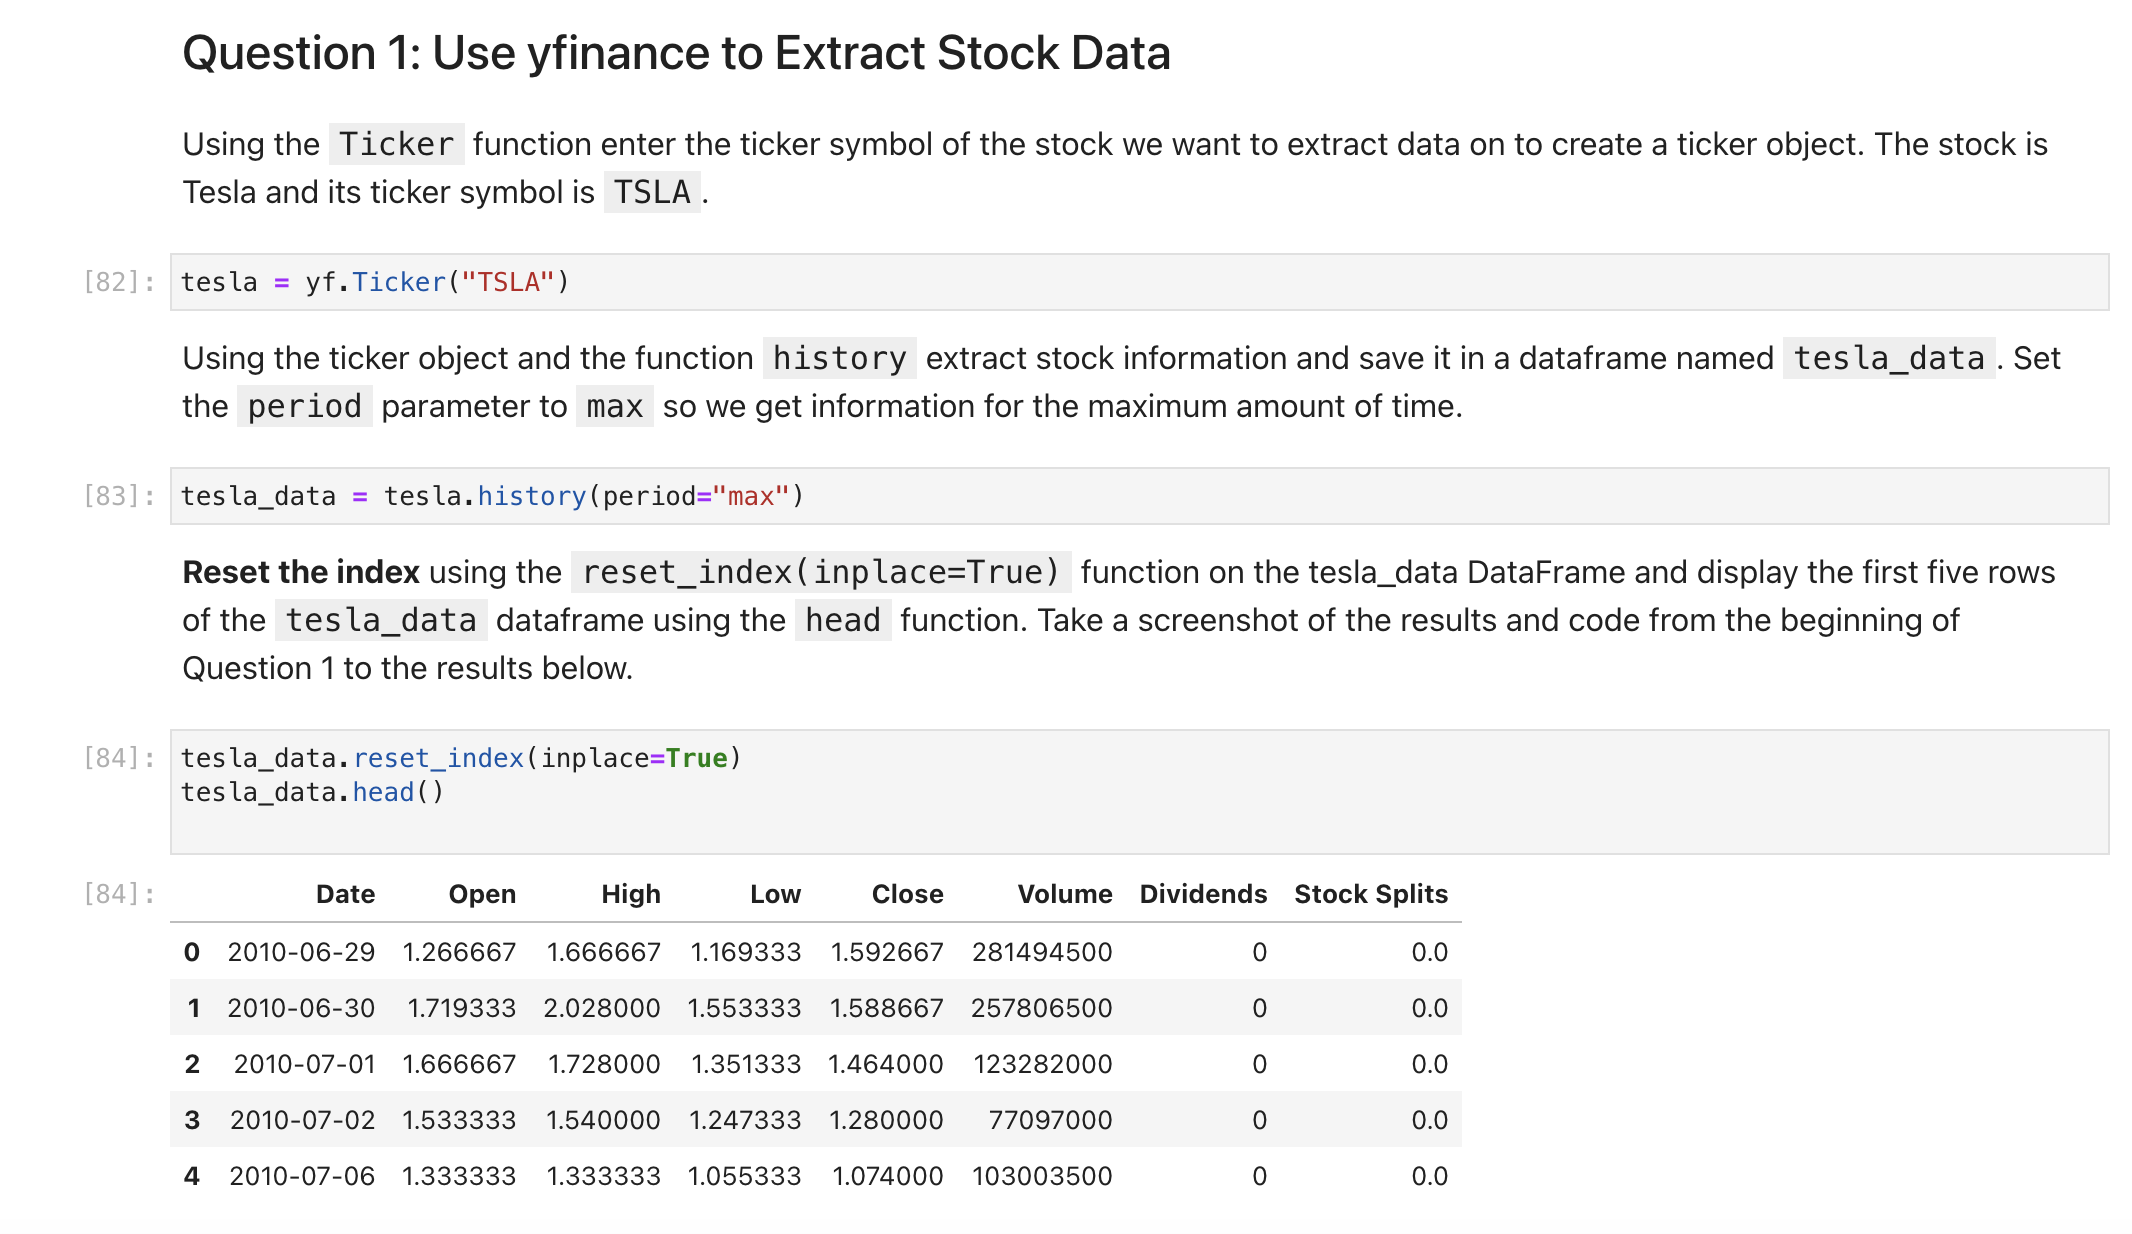 Question 1: Use yfinance to Extract Stock Data
Using the Ticker function enter the ticker symbol of the stock we want to extract data on to create a ticker object. The stock is
Tesla and its ticker symbol is TSLA.
[82]: tesla = yf.Ticker("TSLA")
Using the ticker object and the function history extract stock information and save it in a dataframe named tesla_data. Set
the period parameter to max so we get information for the maximum amount of time.
[83]: tesla_data = tesla.history(period="max")
Reset the index using the reset_index(inplace=True) function on the tesla_data DataFrame and display the first five rows
of the tesla_data dataframe using the head function. Take a screenshot of the results and code from the beginning of
Question 1 to the results below.
[84]: tesla_data.reset_index(inplace=True)
tesla_data.head()
[84]: Date Open High Low Close Volume Dividends Stock Splits
0 2010-06-29 1.266667 1.666667 1.169333 1.592667 281494500 0 0.0
1 2010-06-30 1.719333 2.028000 1.553333 1.588667 257806500 0 0.0
2 2010-07-01 1.666667 1.728000 1.351333 1.464000 123282000 0 0.0
3 2010-07-02 1.533333 1.540000 1.247333 1.280000 77097000 0 0.0
4 2010-07-06 1.333333 1.333333 1.055333 1.074000 103003500 0 0.0